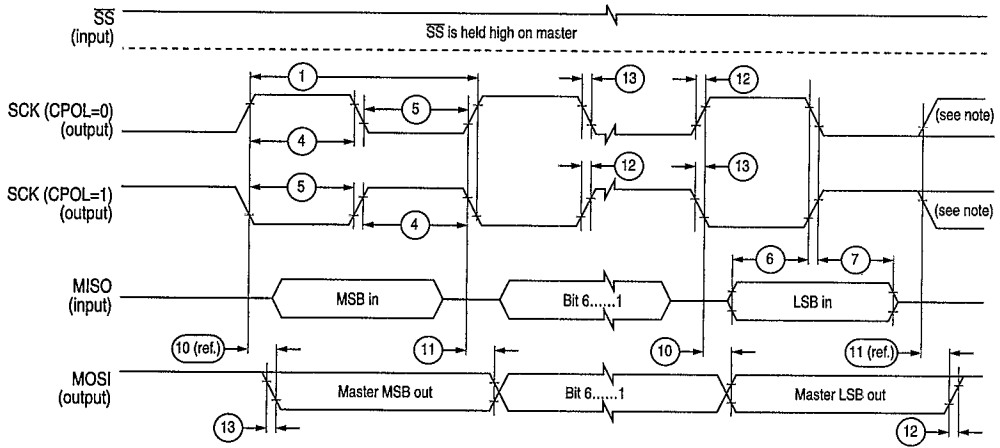 SS
(input)
SS is held high on master
1
13
12
SCK (CPOL=0)
(output)
5
(see note)
4
SCK (CPOL=1)
(output)
5
12
13
4
(see note)
6
7
MISO
(input)
MSB in
Bit 6......1
LSB in
10 (ref.)
11
10
11 (ref.)
MOSI
(output)
Master MSB out
Bit 6......1
Master LSB out
13
12